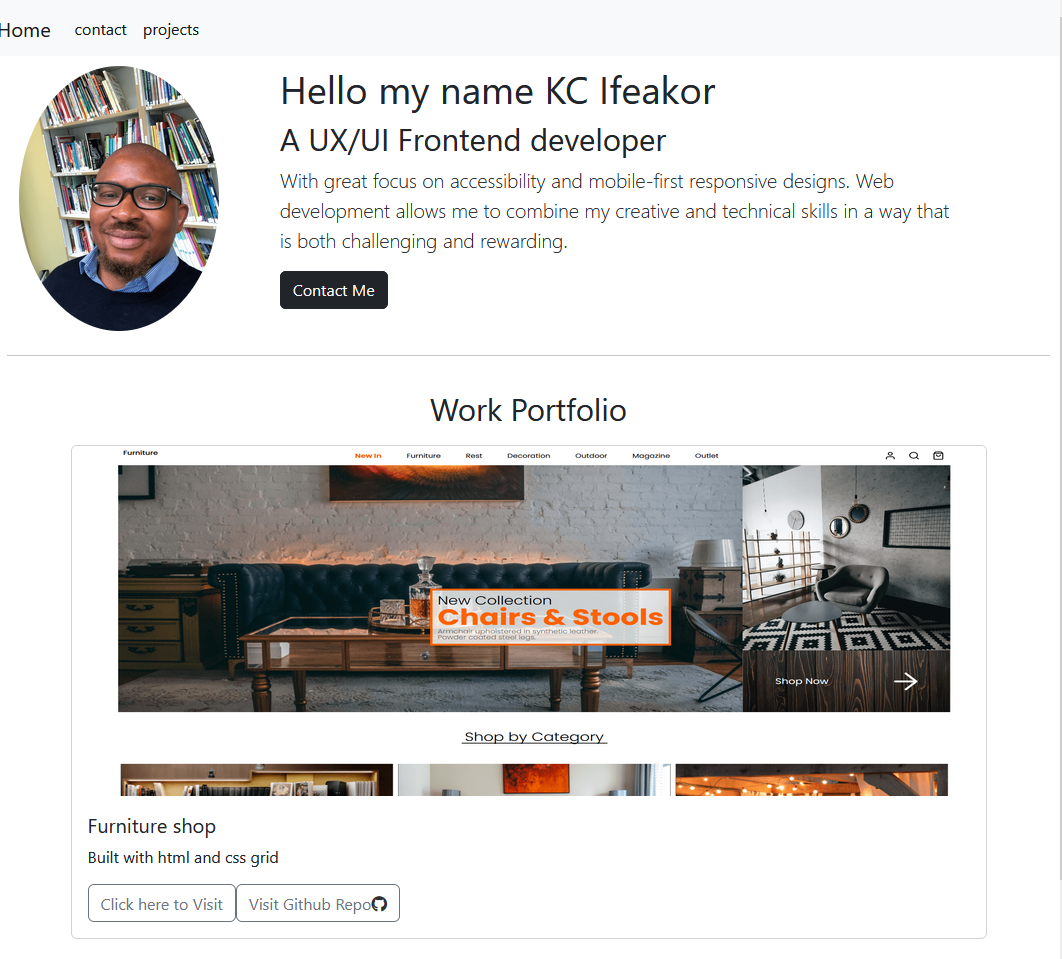 Home contact projects
Hello my name KC Ifeakor
A UX/UI Frontend developer
With great focus on accessibility and mobile-first responsive designs. Web
development allows me to combine my creative and technical skills in a way that
is both challenging and rewarding.
Contact Me
Work Portfolio
Furniture New In Furniture Rest Decoration Outdoor Magazine Outlet
New Collection
Chairs & Stools
Armchair upholstered in synthetic leather.
Powder coated steel legs.
Shop Now
Shop by Category
Furniture shop
Built with html and css grid
Click here to Visit Visit Github Repo